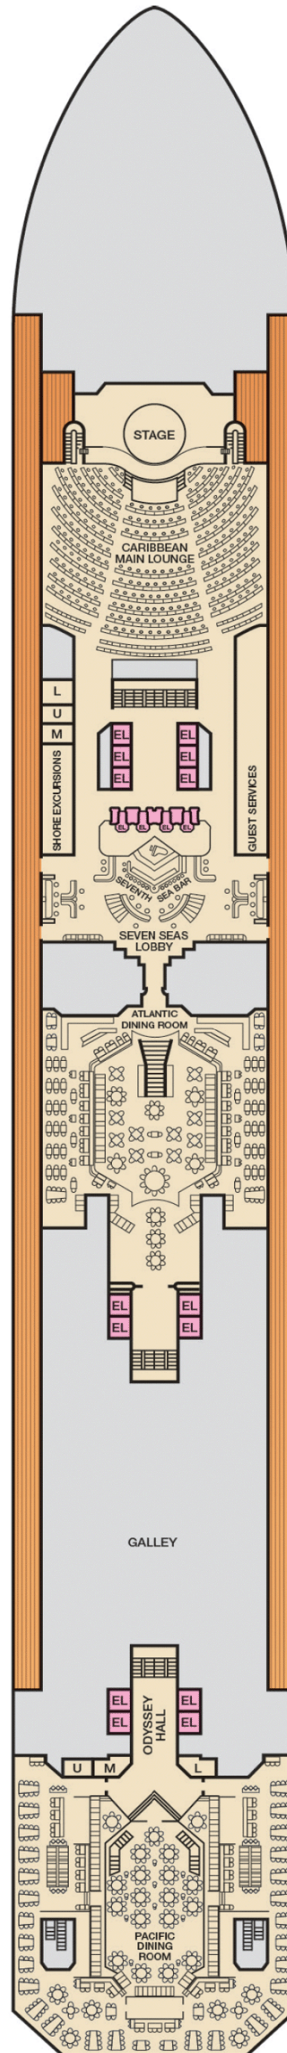 STAGE
CARIBBEAN
MAIN LOUNGE
L
U
M
SHORE EXCURSIONS
EL EL
EL EL
EL EL
GUEST SERVICES
EL EL EL EL
SEVENTH SEA BAR
SEVEN SEAS
LOBBY
ATLANTIC
DINING ROOM
EL EL
EL EL
GALLEY
EL EL
EL EL
ODYSSEY
HALL
U M L
PACIFIC
DINING
ROOM